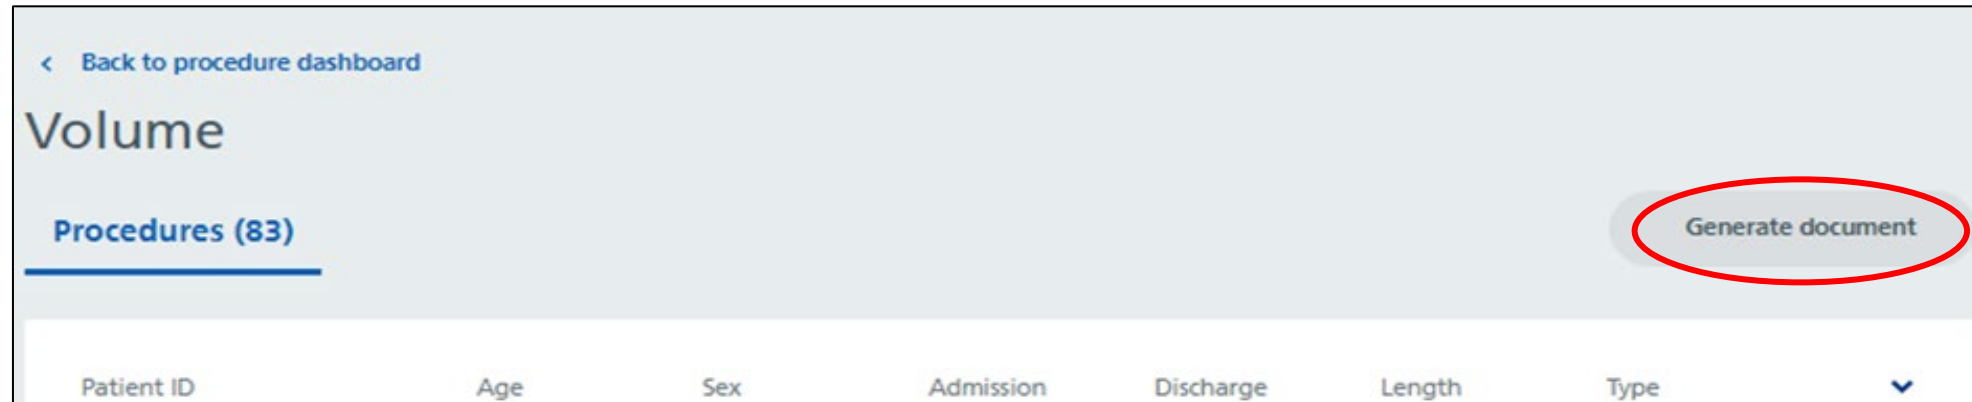 Back to procedure dashboard
Volume
Procedures (83)
Generate document
Patient ID Age Sex Admission Discharge Length Type